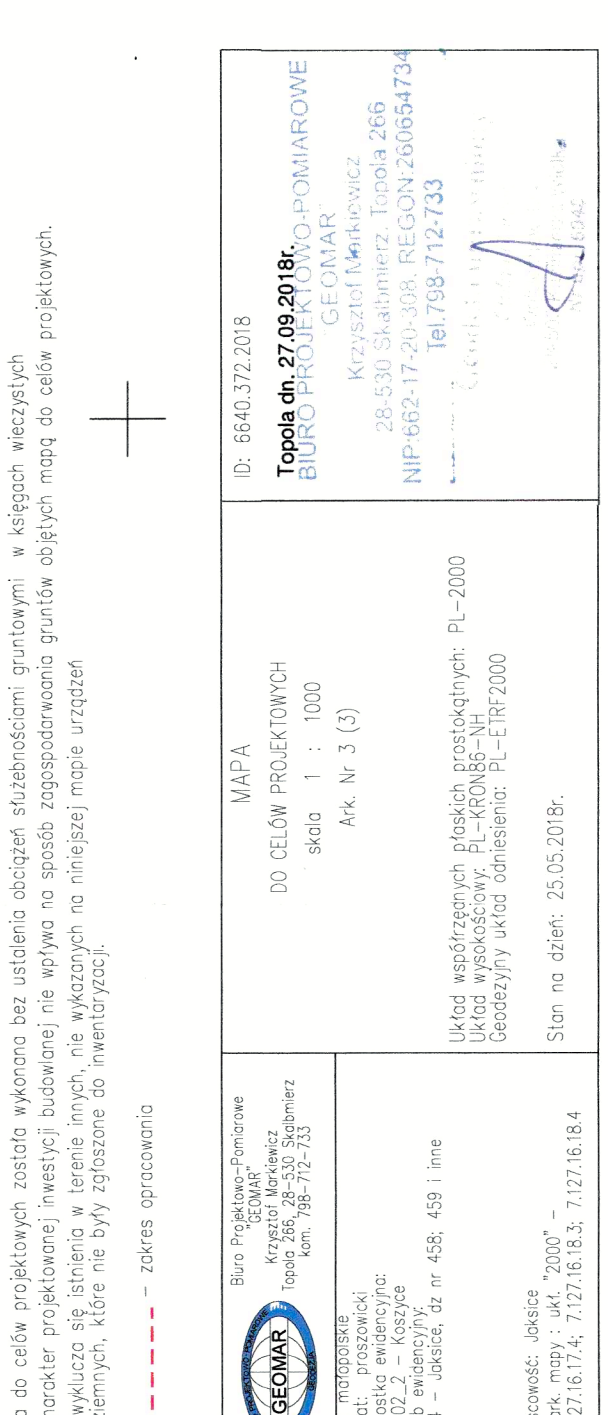 a do celów projektowych została wykonana bez ustalenia obciążeń służebnościami gruntowymi w księgach wieczystych
harakter projektowanej inwestycji budowlanej nie wpływa na sposób zagospodarwoania gruntów objętych mapą do celów projektowych.
wyklucza się istnienia w terenie innych, nie wykazanych na niniejszej mapie urządzeń
ziemnych, które nie były zgłoszone do inwentaryzacji.
– zakres opracowania
PROJEKTOWO-POMIAROWE
GEOMAR
GEODEZJA
Biuro Projektowo-Pomiarowe
"GEOMAR"
Krzysztof Markiewicz
Topola 266, 28-530 Skalbmierz
kom. 798-712-733
małopolskie
at: proszowicki
ostka ewidencyjna:
02_2 – Koszyce
b ewidencyjny:
4 – Jaksice, dz nr 458; 459 i inne
cowość: Jaksice
ark. mapy : ukł. "2000" –
27.16.17.4; 7.127.16.18.3; 7.127.16.18.4
MAPA
DO CELÓW PROJEKTOWYCH
skala 1 : 1000
Ark. Nr 3 (3)
Układ współrzędnych płaskich prostokątnych: PL-2000
Układ wysokościowy: PL-KRON86-NH
Geodezyjny układ odniesienia: PL-ETRF2000
Stan na dzień: 25.05.2018r.
ID: 6640.372.2018
Topola dn. 27.09.2018r.
BIURO PROJEKTOWO-POMIAROWE
GEOMAR"
Krzysztof Markiewicz
28-530 Skalbmierz, Topola 266
NIP:662-17-20-308, REGON:260654734
Tel.798-712-733